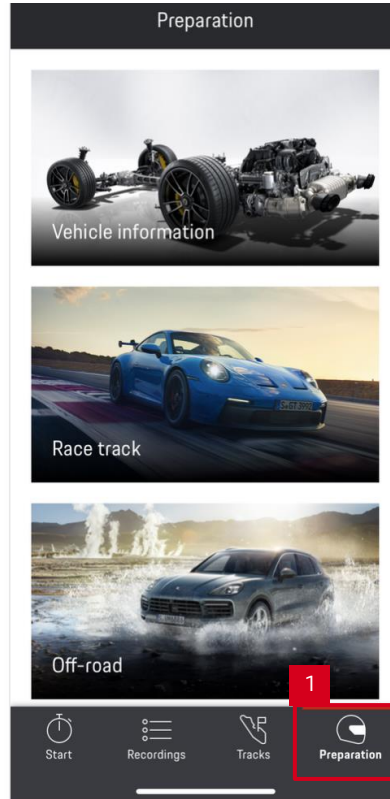 Preparation
Vehicle information
Race track
Off-road
1
Start
Recordings
Tracks
Preparation